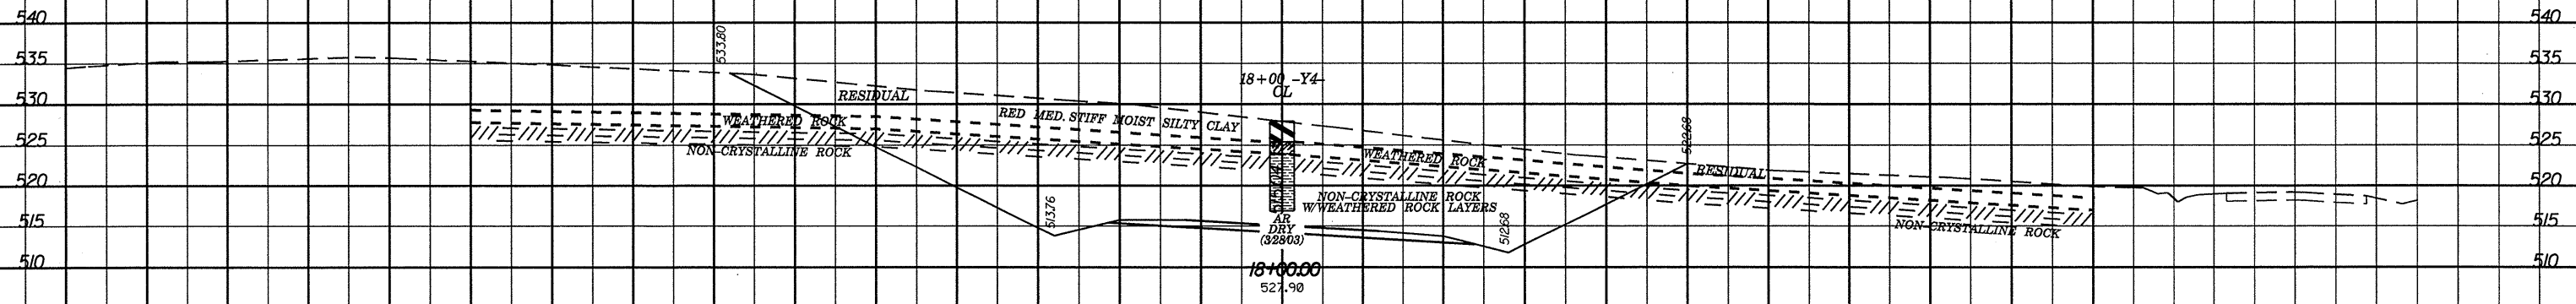 540 540
533.80
535 535
18+00 -Y4-
CL
530 530
RESIDUAL
RED MED. STIFF MOIST SILTY CLAY
WEATHERED ROCK
525 525
522.68
NON-CRYSTALLINE ROCK
WEATHERED ROCK
RESIDUAL
520 520
NON-CRYSTALLINE ROCK
W/WEATHERED ROCK LAYERS
513.76
512.68
AR
DRY
(3/28/03)
515 515
NON-CRYSTALLINE ROCK
510 510
18+00.00
527.90